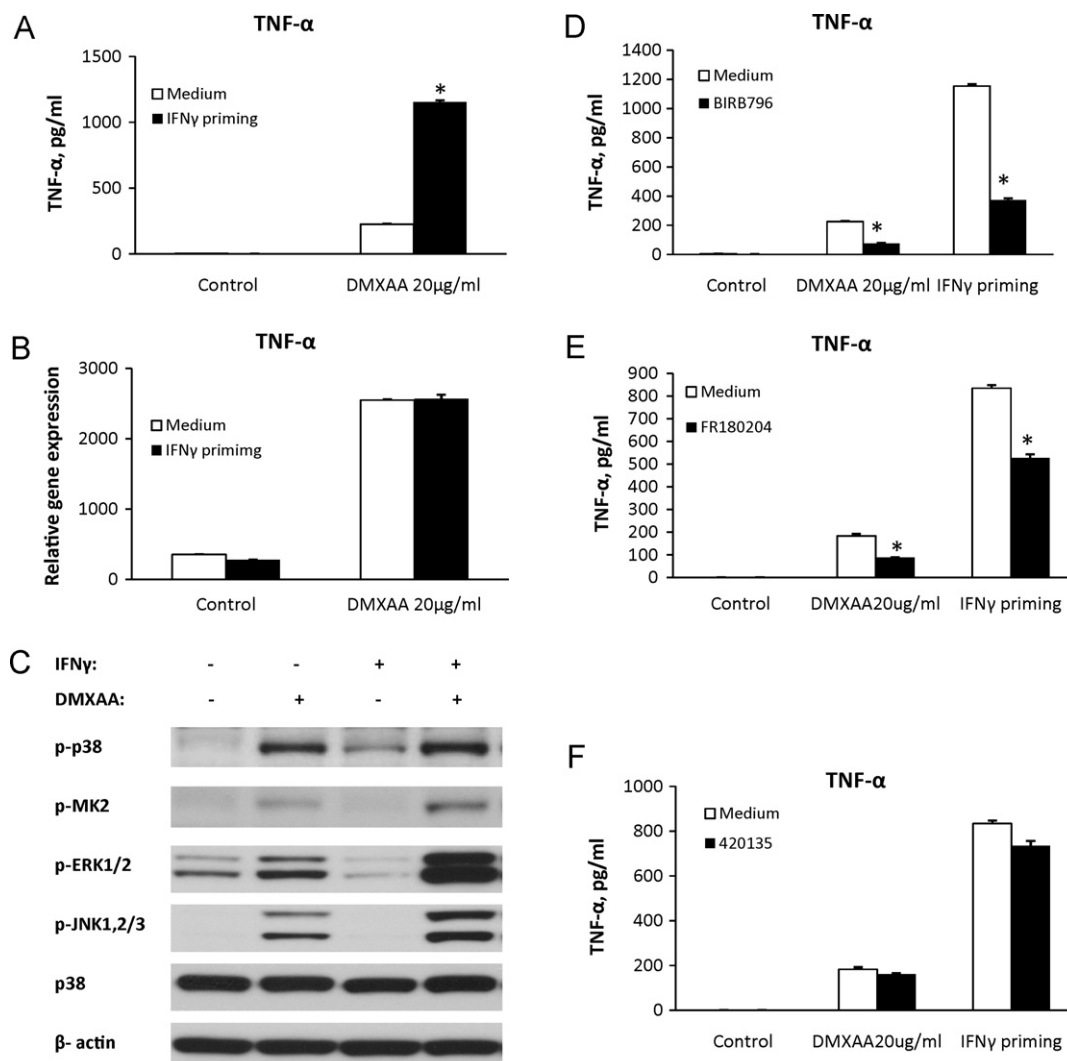 A
TNF-α
1500
1000
500
0
TNF-α, pg/ml
Medium
IFNγ priming
*
Control
DMXAA 20μg/ml
B
TNF-α
3000
2000
1000
0
Relative gene expression
Medium
IFNγ primimg
Control
DMXAA 20μg/ml
C
IFNγ: - - + +
DMXAA: - + - +
p-p38
p-MK2
p-ERK1/2
p-JNK1,2/3
p38
β- actin
D
TNF-α
1400
1200
1000
800
600
400
200
0
TNF-α, pg/ml
Medium
BIRB796
*
*
Control
DMXAA 20μg/ml
IFNγ priming
E
TNF-α
900
800
700
600
500
400
300
200
100
0
TNF-α, pg/ml
Medium
FR180204
*
*
Control
DMXAA20ug/ml
IFNγ priming
F
TNF-α
1000
800
600
400
200
0
TNF-α, pg/ml
Medium
420135
Control
DMXAA20ug/ml
IFNγ priming